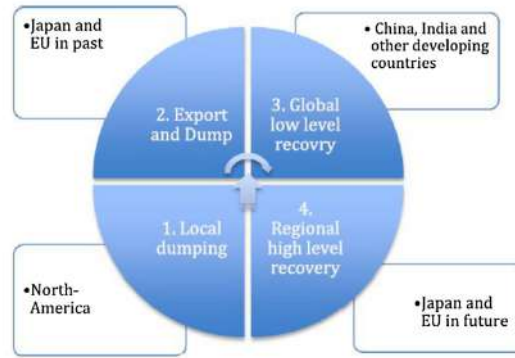 •Japan and
EU in past
•China, India and
other developing
countries
2. Export
and Dump
3. Global
low level
recovry
1. Local
dumping
4.
Regional
high level
recovery
•North-
America
•Japan and
EU in future